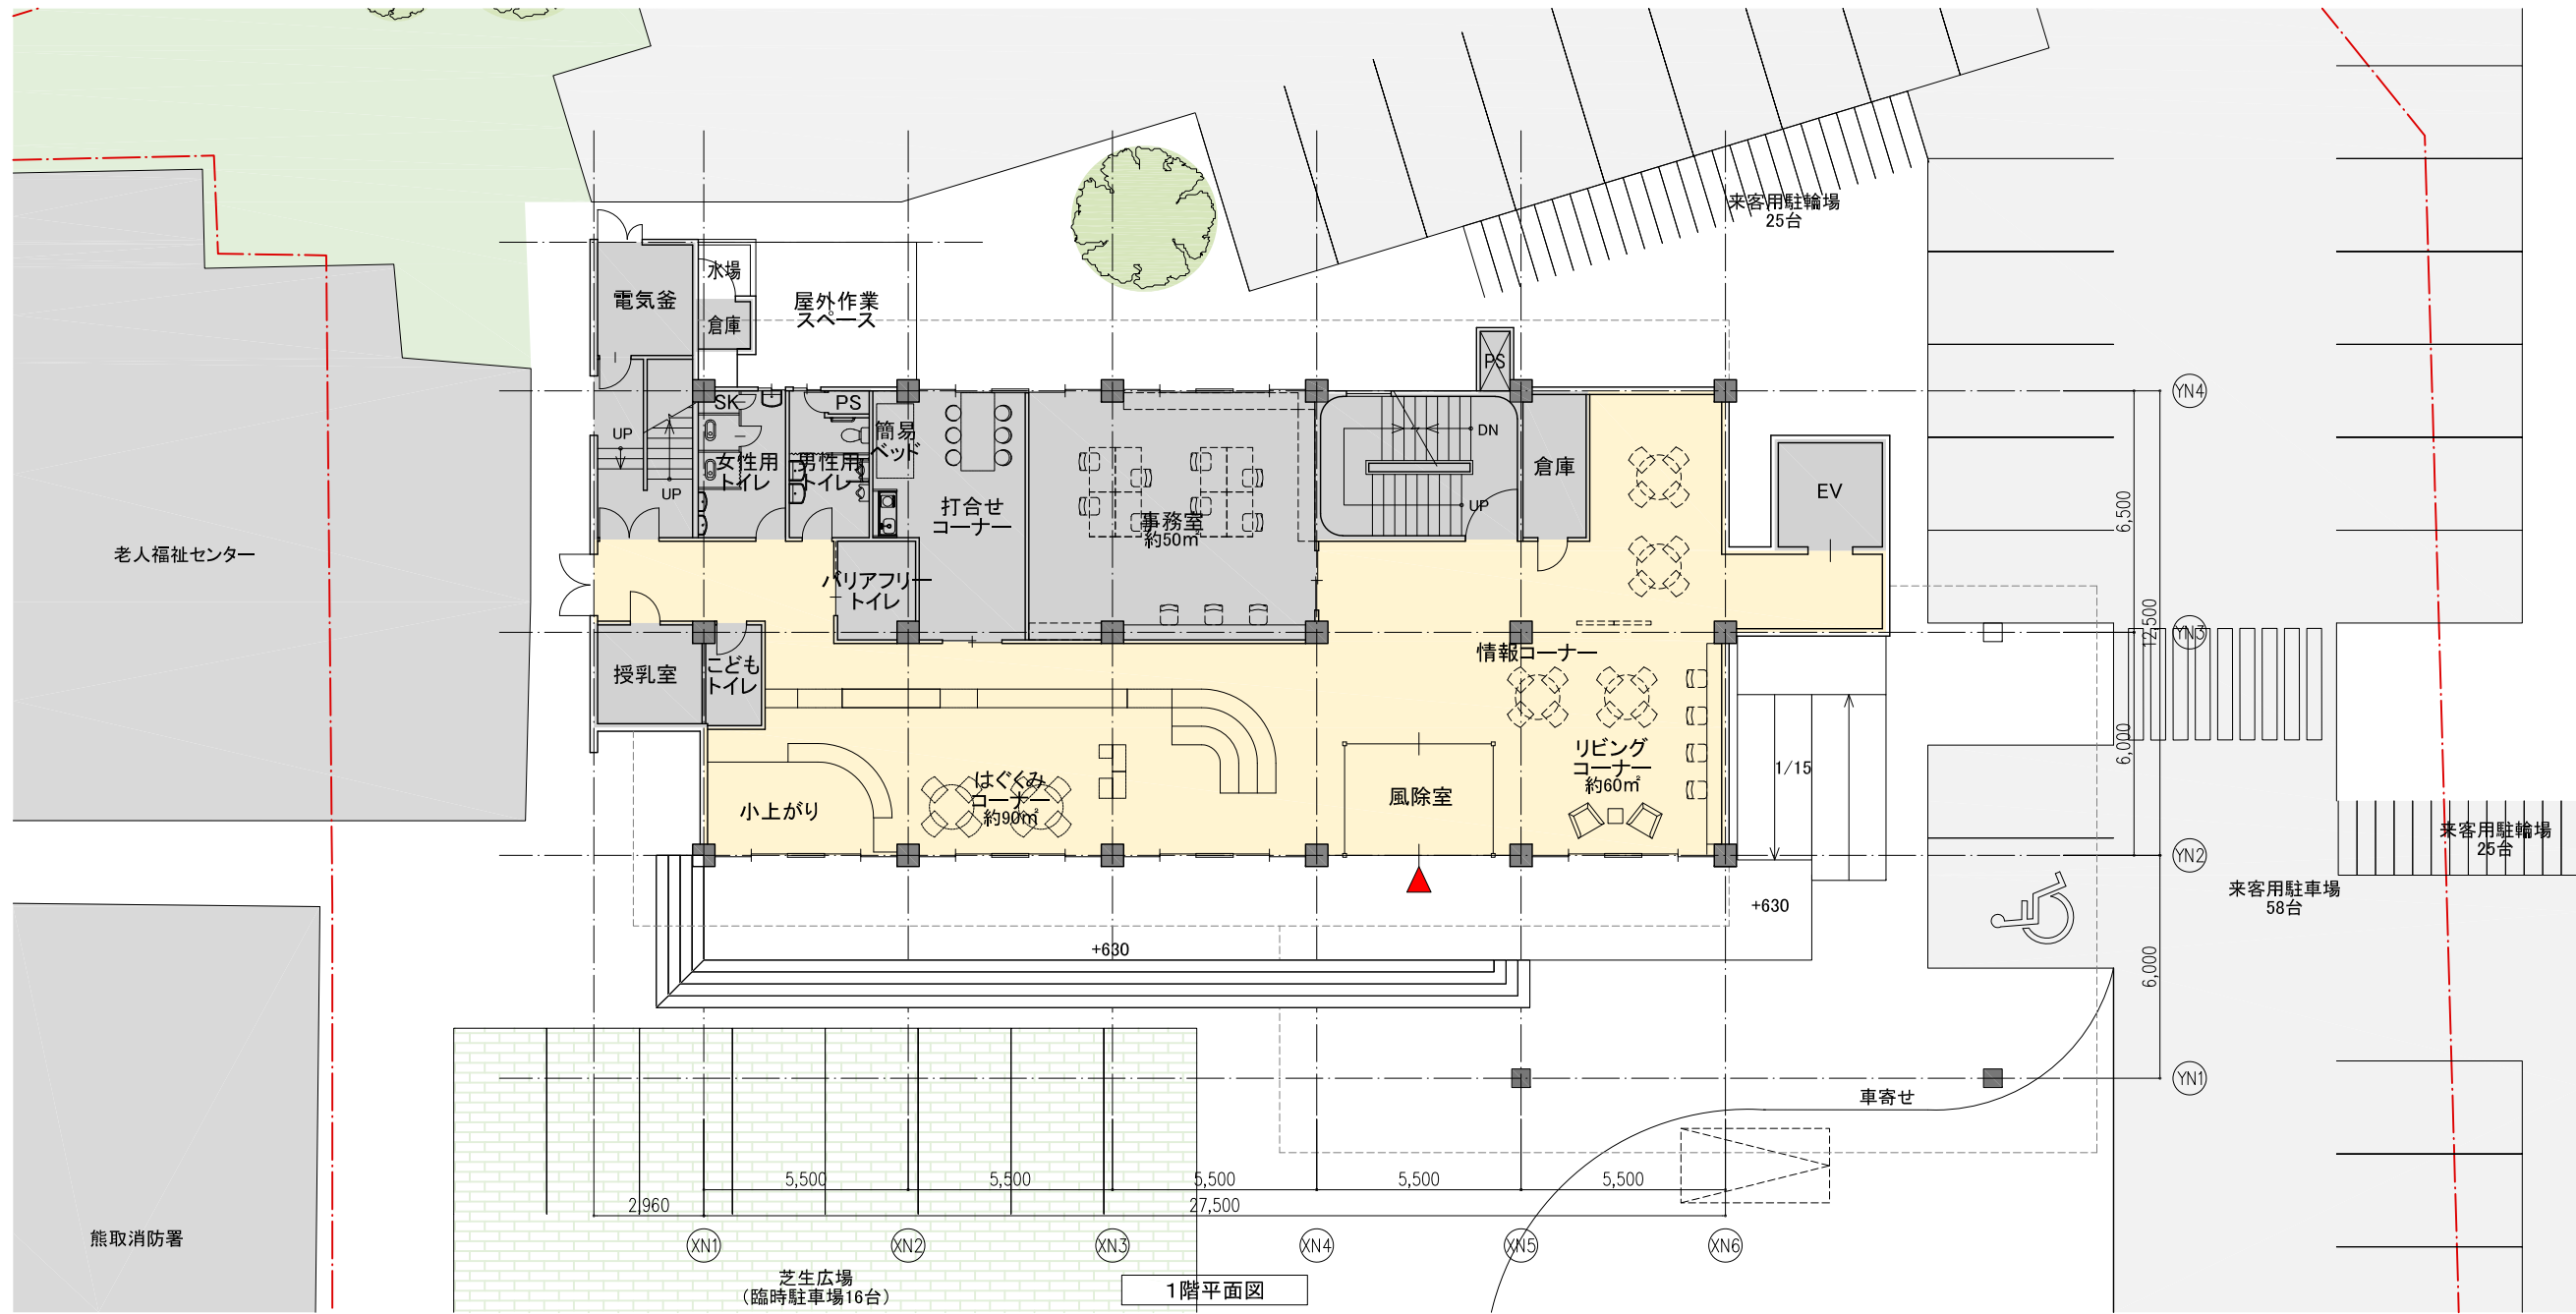 来客用駐輪場
25台
水場
電気釜
倉庫
屋外作業
スペース
PS
YN4
SK
PS
簡易
ベッド
UP
UP
女性用
トイレ
男性用
トイレ
打合せ
コーナー
事務室
約50㎡
DN
UP
倉庫
EV
6,500
12,500
老人福祉センター
バリアフリー
トイレ
YN3
授乳室
こども
トイレ
情報コーナー
6,000
小上がり
はぐくみ
コーナー
約90㎡
風除室
リビング
コーナー
約60㎡
1/15
来客用駐輪場
25台
YN2
来客用駐車場
58台
+630
+630
6,000
YN1
車寄せ
5,500
5,500
5,500
5,500
5,500
2,960
27,500
熊取消防署
XN1
XN2
XN3
XN4
XN5
XN6
芝生広場
（臨時駐車場16台）
1階平面図